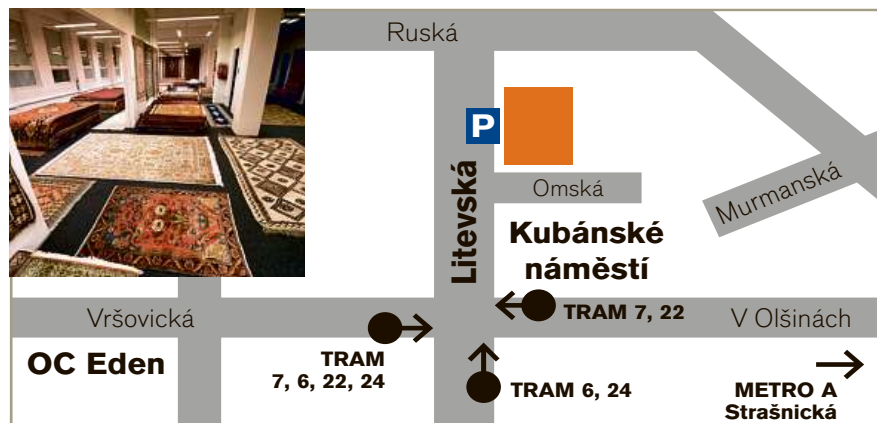 Ruská
P
Omská
Murmanská
Litevská
Kubánské
náměstí
Vršovická
TRAM 7, 22
V Olšinách
OC Eden
TRAM
7, 6, 22, 24
TRAM 6, 24
METRO A
Strašnická